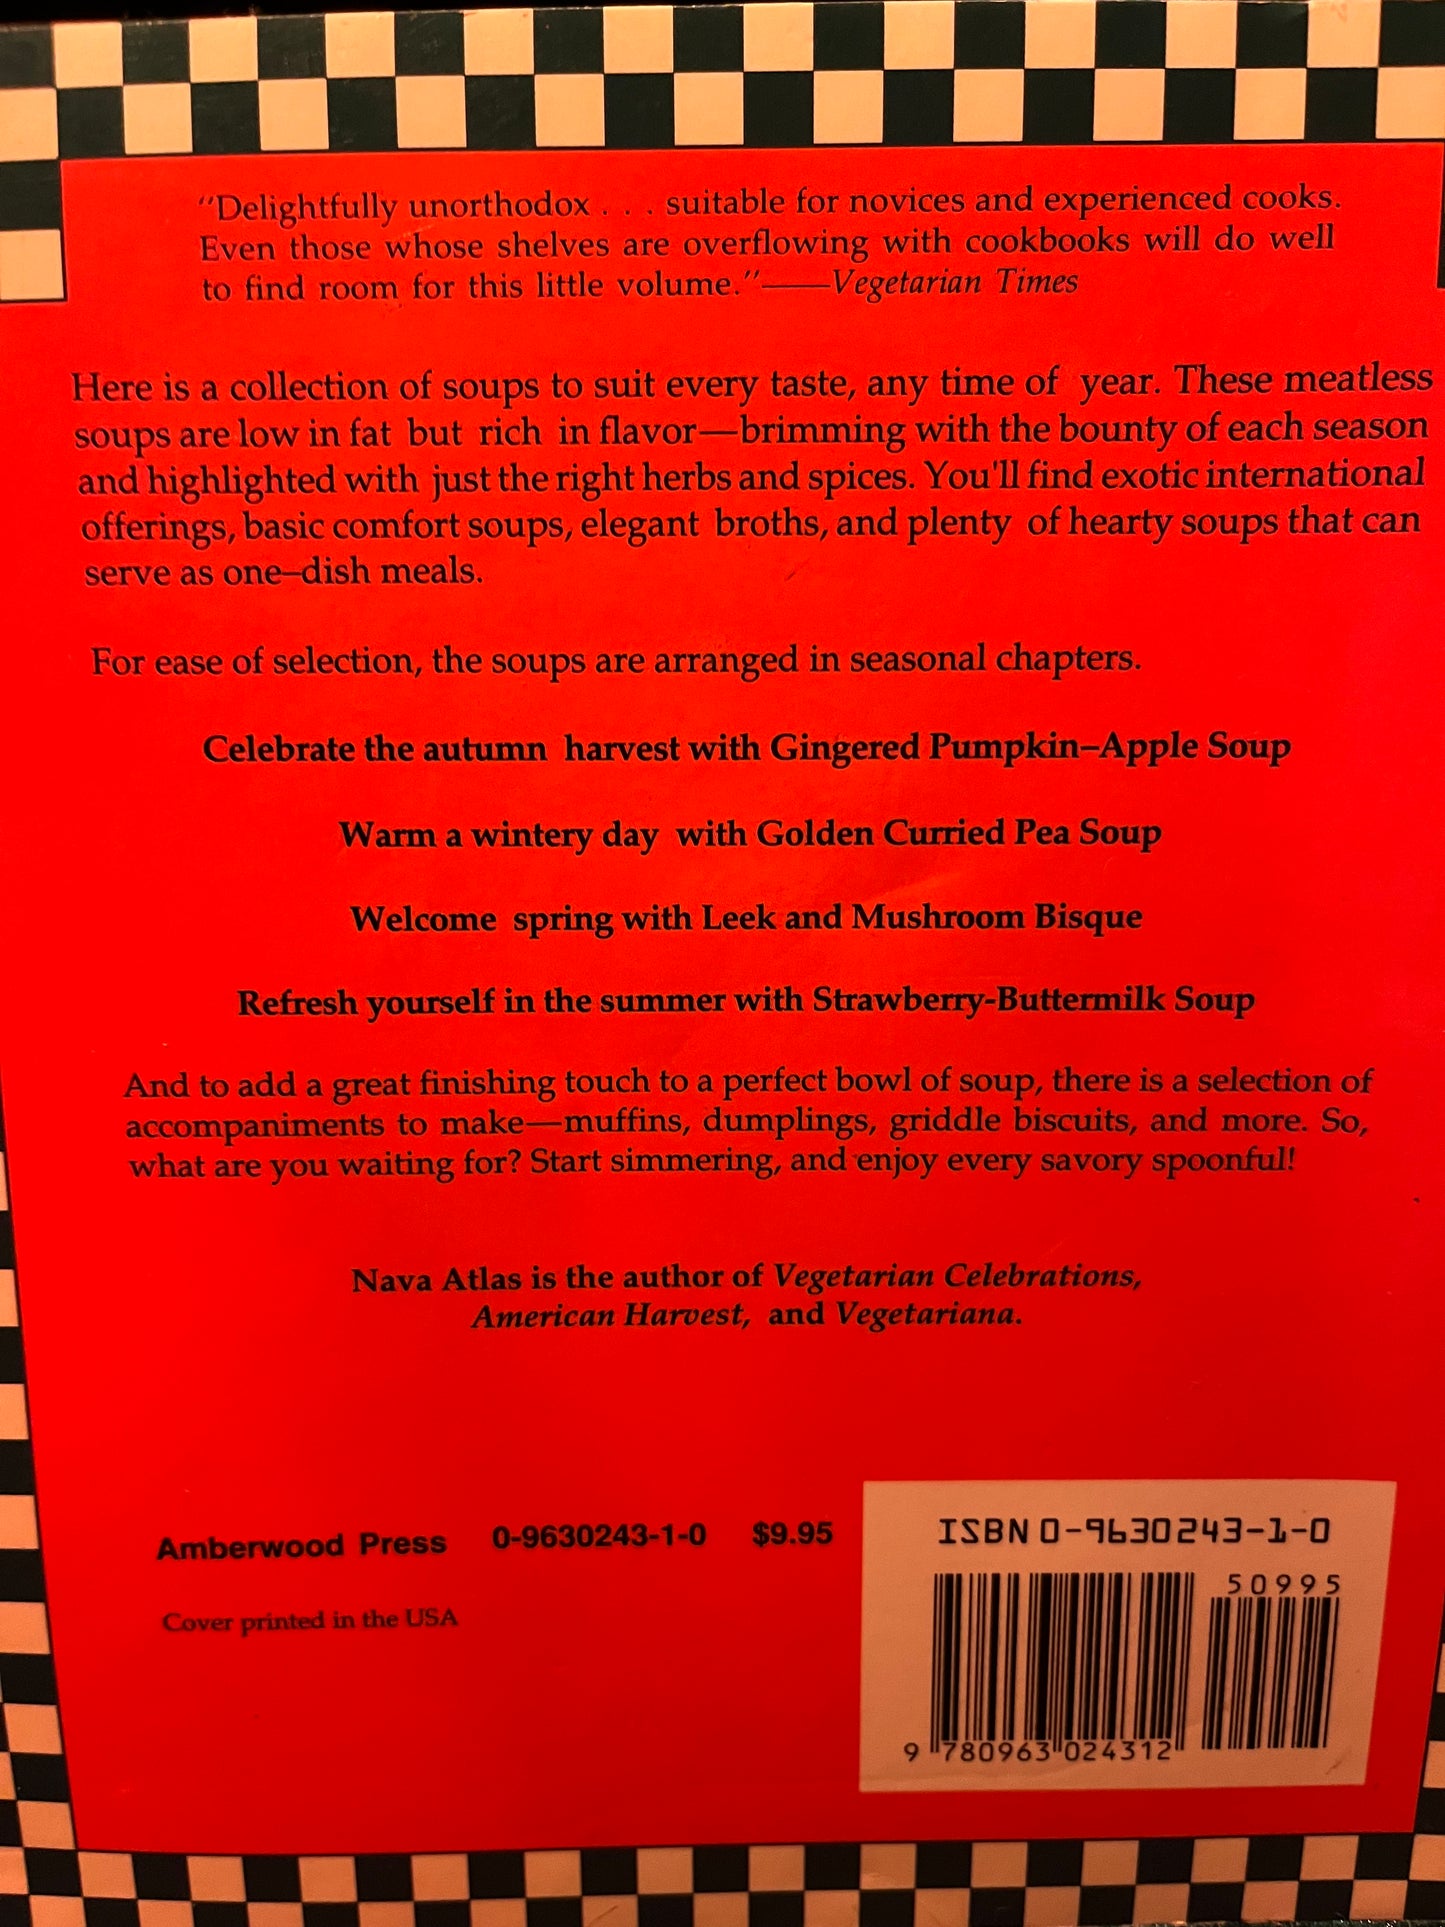 "Delightfully unorthodox . . . suitable for novices and experienced cooks.
Even those whose shelves are overflowing with cookbooks will do well
to find room for this little volume."——Vegetarian Times
Here is a collection of soups to suit every taste, any time of year. These meatless
soups are low in fat but rich in flavor—brimming with the bounty of each season
and highlighted with just the right herbs and spices. You'll find exotic international
offerings, basic comfort soups, elegant broths, and plenty of hearty soups that can
serve as one–dish meals.
For ease of selection, the soups are arranged in seasonal chapters.
Celebrate the autumn harvest with Gingered Pumpkin–Apple Soup
Warm a wintery day with Golden Curried Pea Soup
Welcome spring with Leek and Mushroom Bisque
Refresh yourself in the summer with Strawberry-Buttermilk Soup
And to add a great finishing touch to a perfect bowl of soup, there is a selection of
accompaniments to make—muffins, dumplings, griddle biscuits, and more. So,
what are you waiting for? Start simmering, and enjoy every savory spoonful!
Nava Atlas is the author of Vegetarian Celebrations,
American Harvest, and Vegetariana.
Amberwood Press 0-9630243-1-0 $9.95
Cover printed in the USA
ISBN 0-9630243-1-0
50995
9 780963 024312